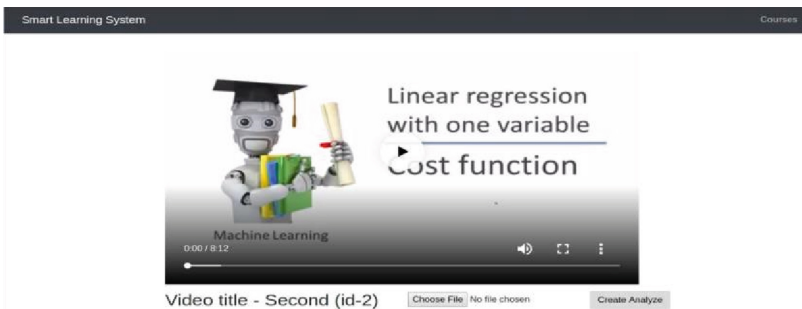 Smart Learning System
Courses
Linear regression
with one variable
Cost function
Machine Learning
0:00 / 8:12
Video title - Second (id-2)
Choose File No file chosen
Create Analyze